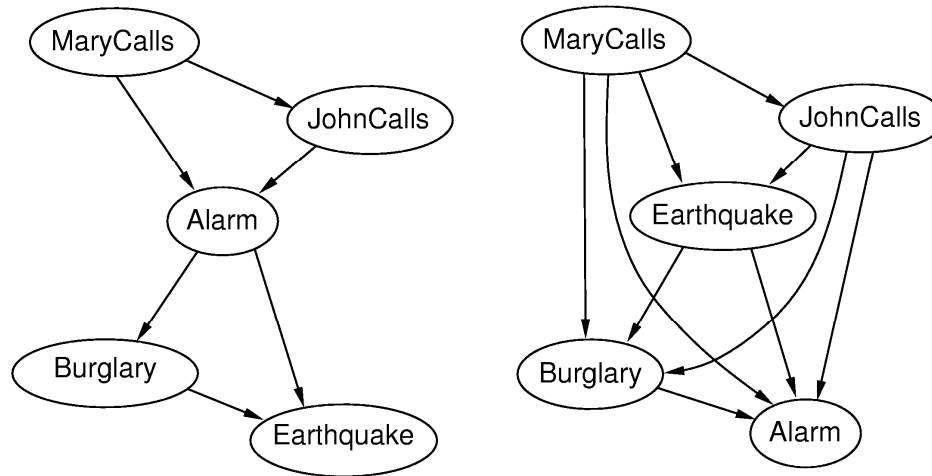 MaryCalls
JohnCalls
Alarm
Burglary
Earthquake
MaryCalls
JohnCalls
Earthquake
Burglary
Alarm